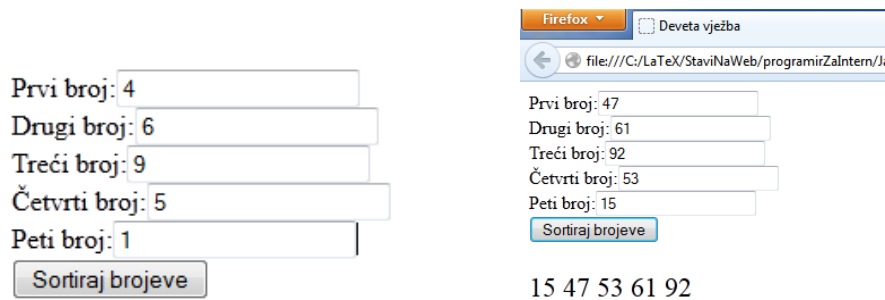 Prvi broj: 4
Drugi broj: 6
Treći broj: 9
Četvrti broj: 5
Peti broj: 1
Sortiraj brojeve
Firefox
Deveta vježba
file:///C:/LaTeX/StaviNaWeb/programirZaIntern/Ja
Prvi broj: 47
Drugi broj: 61
Treći broj: 92
Četvrti broj: 53
Peti broj: 15
Sortiraj brojeve
15 47 53 61 92